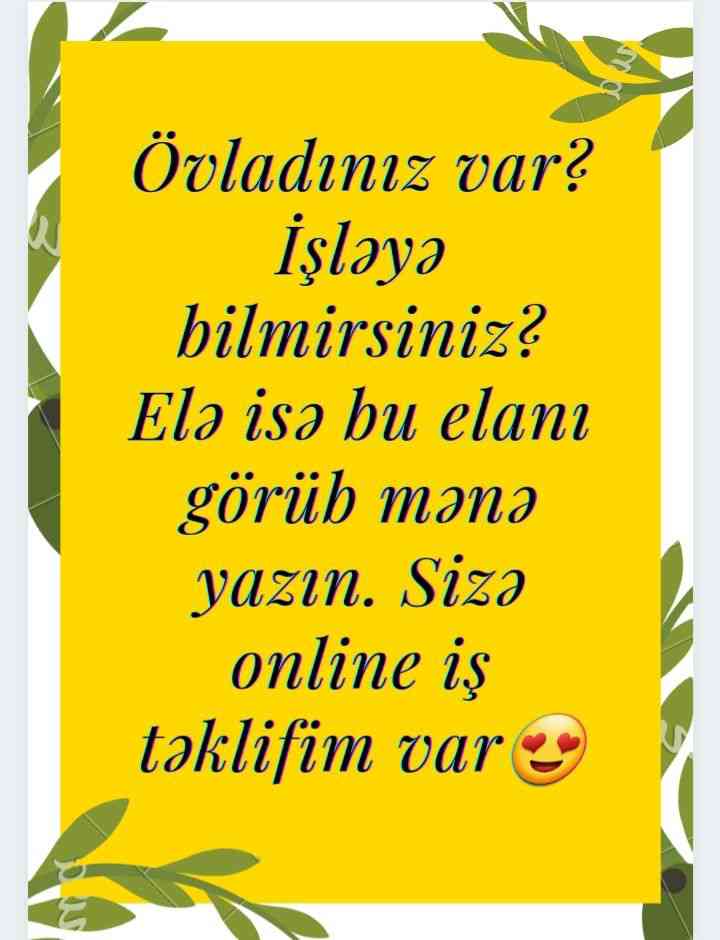 Övladınız var?
İşləyə
bilmirsiniz?
Elə isə bu elanı
görüb mənə
yazın. Sizə
online iş
təklifim var😍